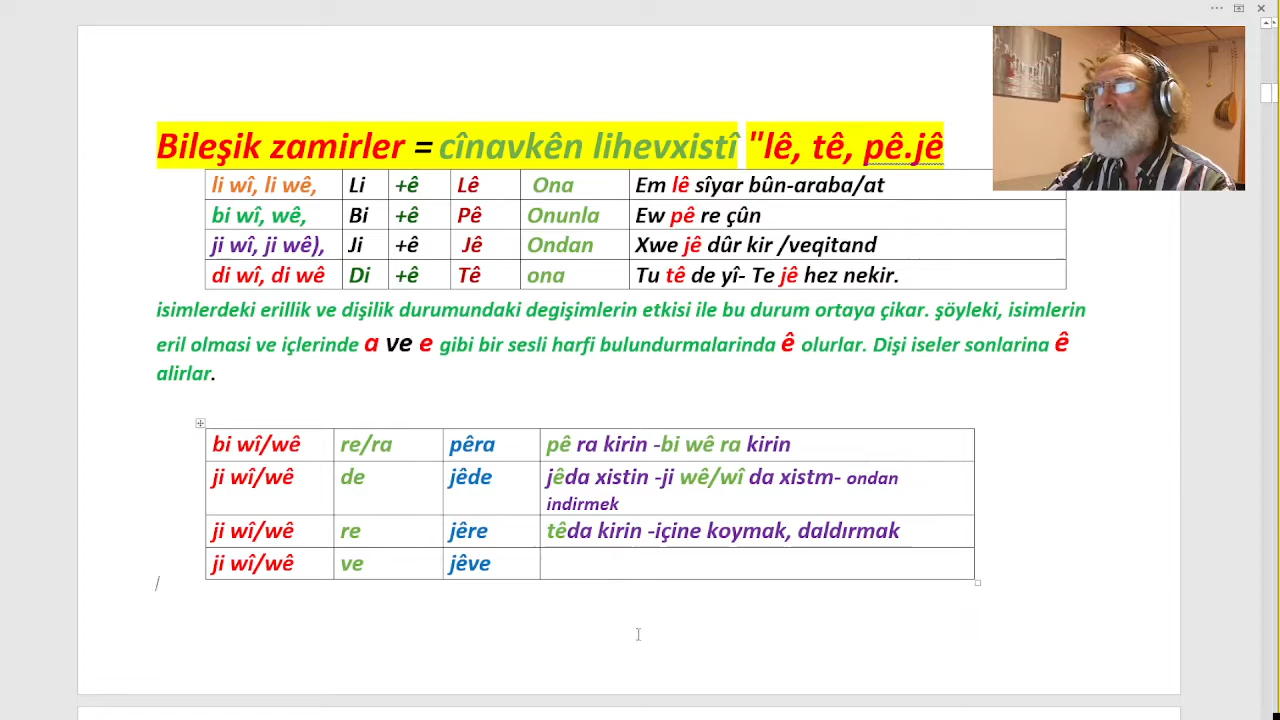 Bileşik zamirler = cînavkên lihevxistî "lê, tê, pê.jê
li wî, li wê, Li +ê Lê Ona Em lê sîyar bûn-araba/at
bi wî, wê, Bi +ê Pê Onunla Ew pê re çûn
ji wî, ji wê), Ji +ê Jê Ondan Xwe jê dûr kir /veqitand
di wî, di wê Di +ê Tê ona Tu tê de yî- Te jê hez nekir.
isimlerdeki erillik ve dişilik durumundaki degişimlerin etkisi ile bu durum ortaya çikar. şöyleki, isimlerin
eril olmasi ve içlerinde a ve e gibi bir sesli harfi bulundurmalarinda ê olurlar. Dişi iseler sonlarina ê
alirlar.
bi wî/wê re/ra pêra pê ra kirin -bi wê ra kirin
ji wî/wê de jêde jêda xistin -ji wê/wî da xistm- ondan
indirmek
ji wî/wê re jêre têda kirin -içine koymak, daldırmak
ji wî/wê ve jêve
/